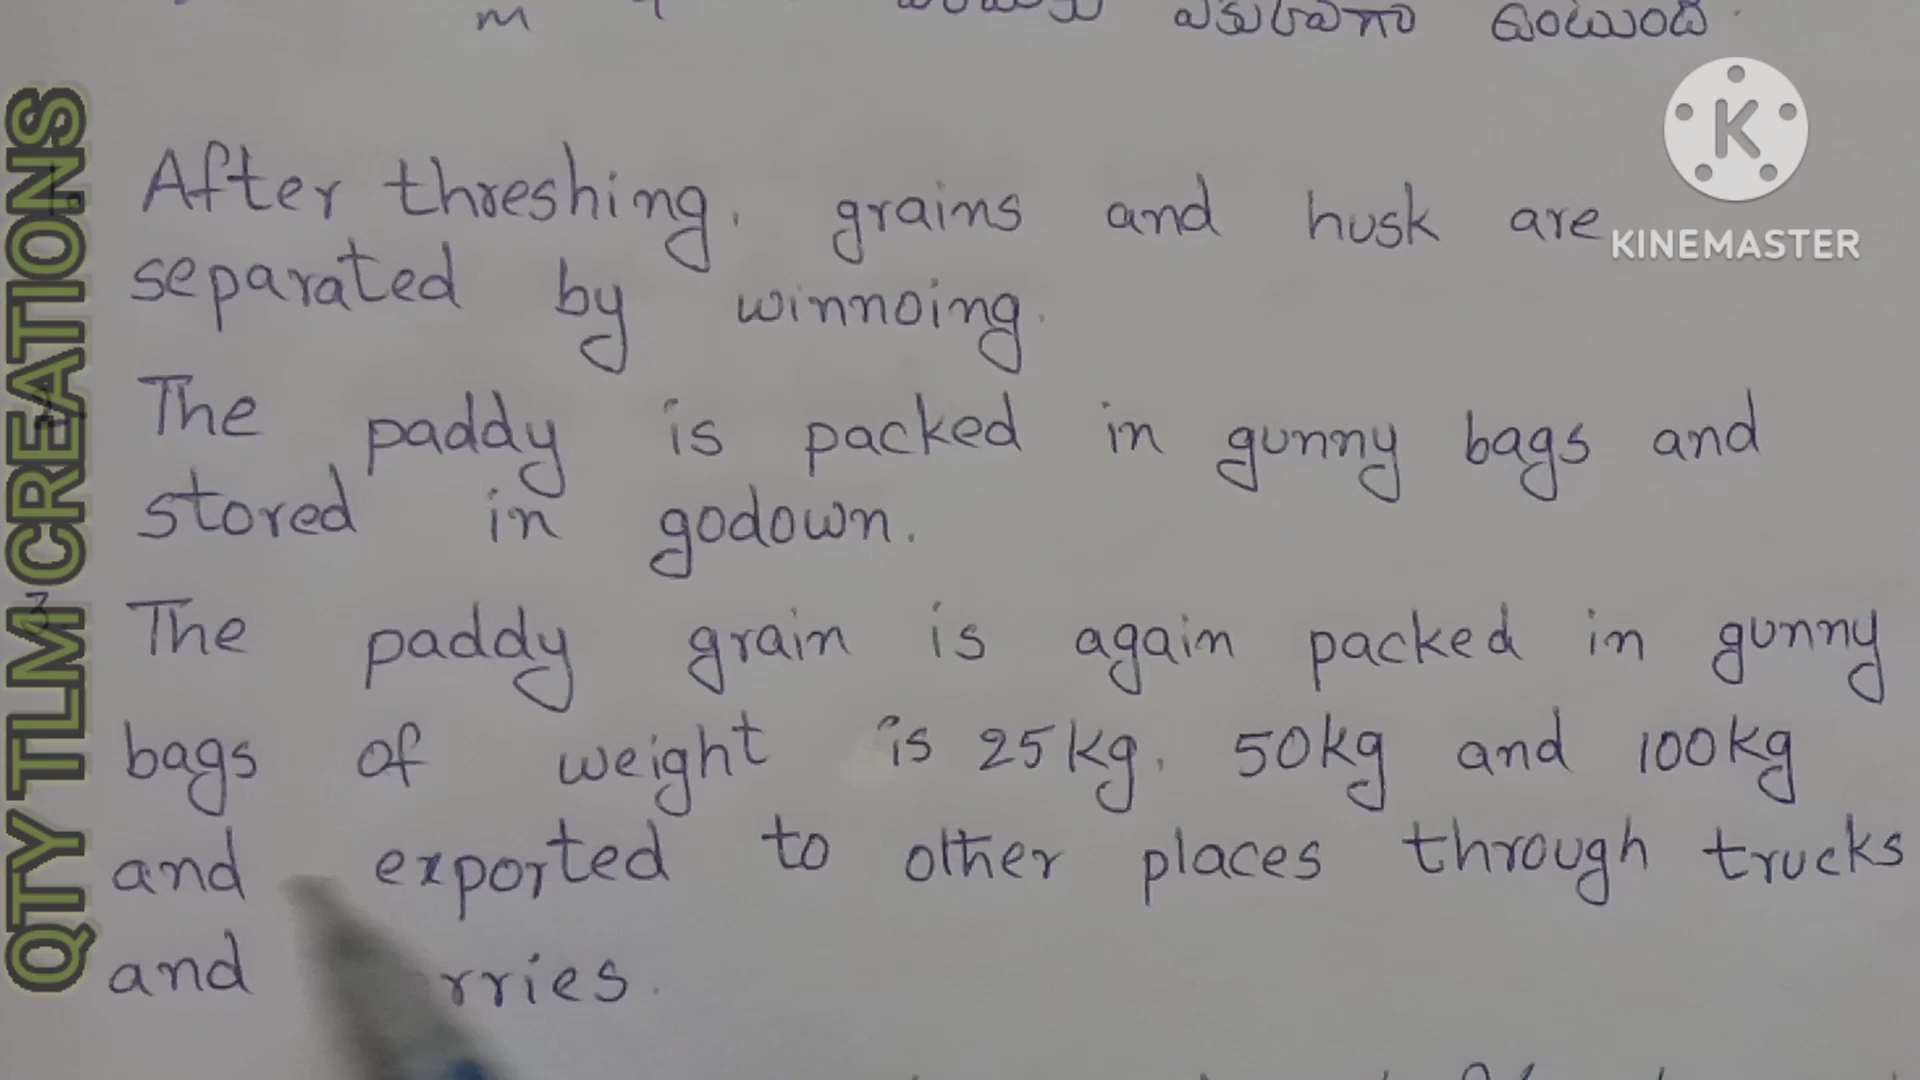 After threshing, grains and husk are
separated by winnoing.
The paddy is packed in gunny bags and
stored in godown.
3
The paddy grain is again packed in gunny
bags of weight is 25kg, 50kg and 100kg
and exported to other places through trucks
and
KINEMASTER
QTY TLM CREATIONS